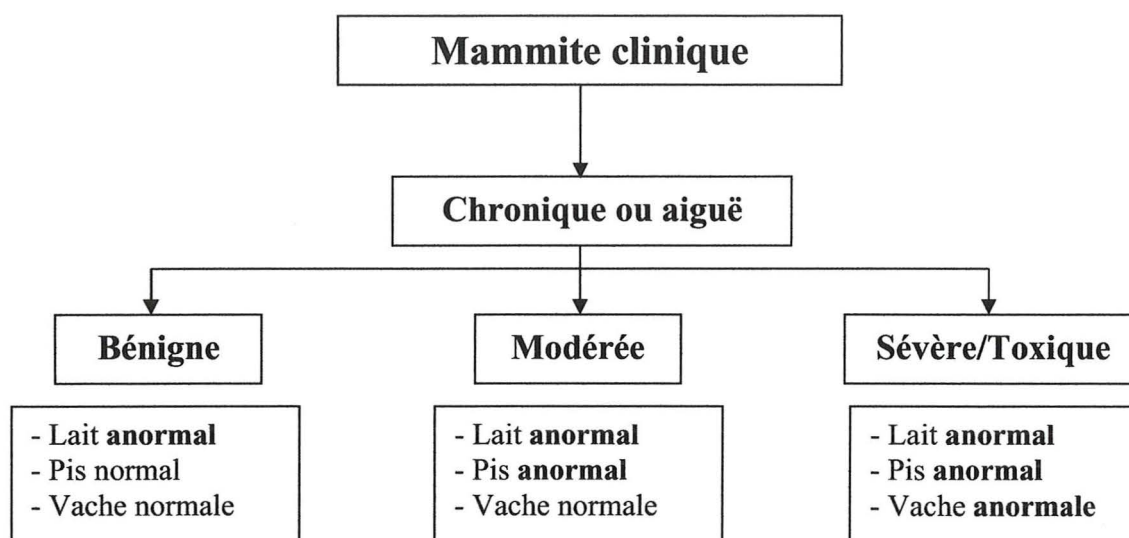 Mammite clinique
Chronique ou aiguë
Bénigne
Modérée
Sévère/Toxique
- Lait anormal
- Pis normal
- Vache normale
- Lait anormal
- Pis anormal
- Vache normale
- Lait anormal
- Pis anormal
- Vache anormale